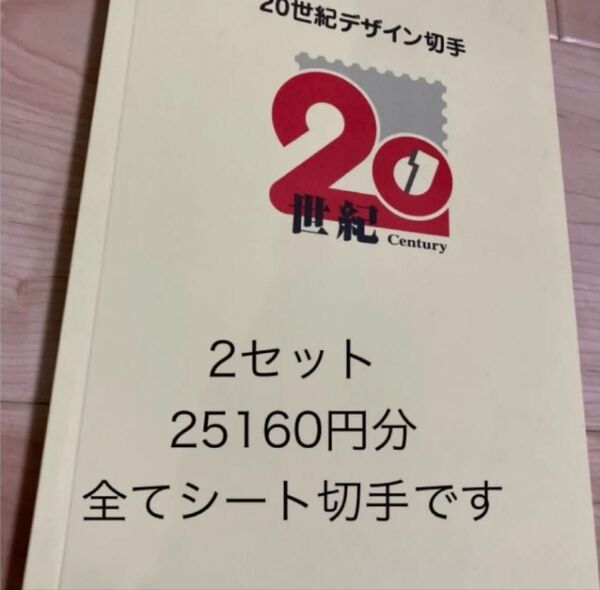 20世紀デザイン切手
20
世紀 Century
2セット
25160円分
全てシート切手です